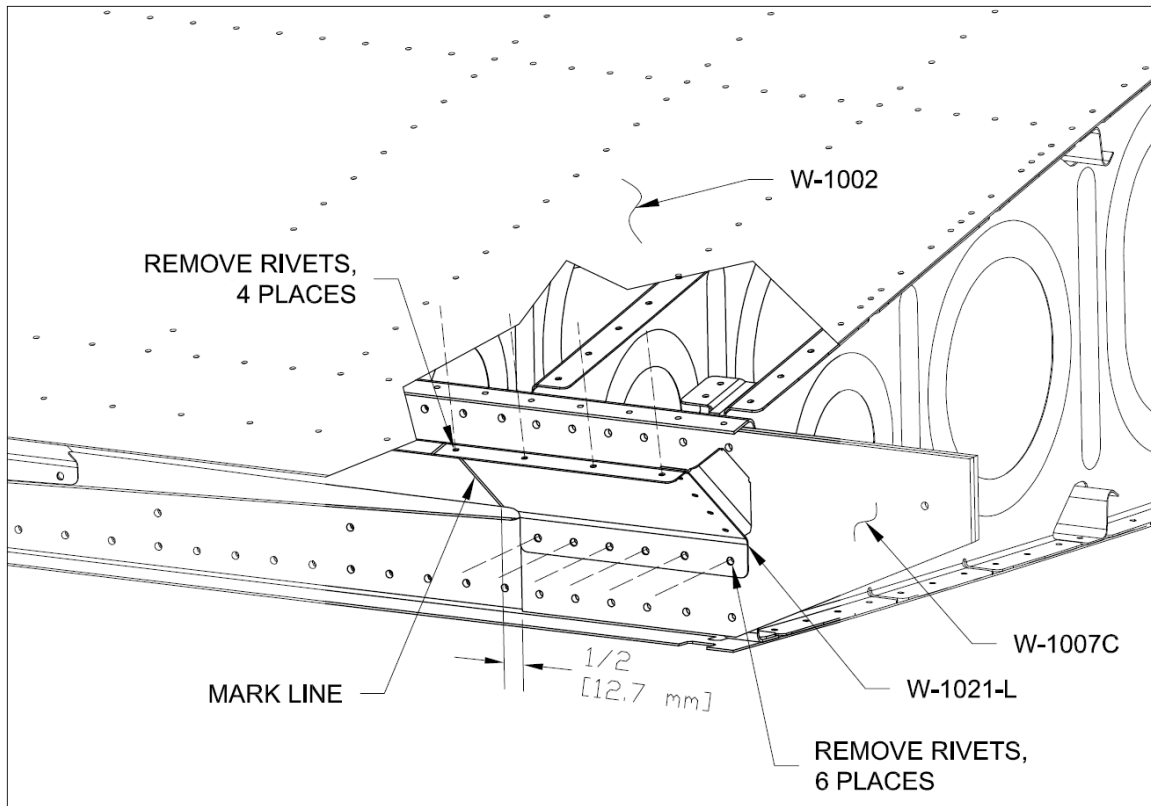 W-1002
REMOVE RIVETS,
4 PLACES
MARK LINE
1/2
[12.7 mm]
W-1007C
W-1021-L
REMOVE RIVETS,
6 PLACES